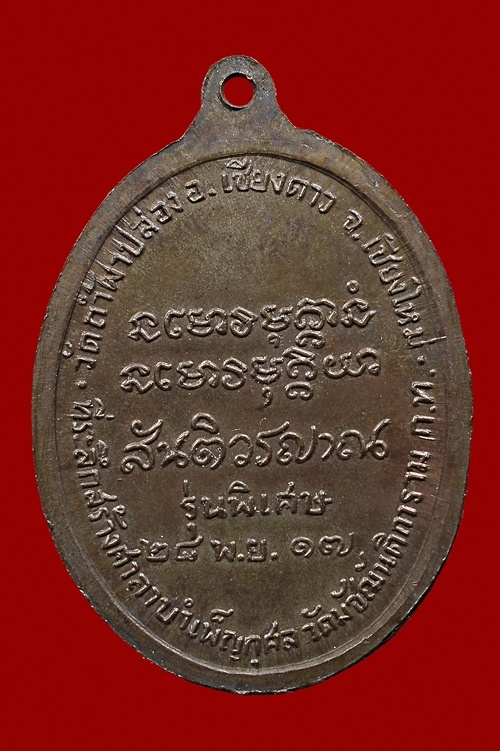 วัดถ้ำผาปล่อง อ. เชียงดาว จ. เชียงใหม่
สันติวรญาณ
รุ่นพิเศษ
๒๘ พ.ย. ๑๗
ที่ระลึกสร้างศาลาบำเพ็ญกุศล วัดมัชฌันติการาม ก.ท.